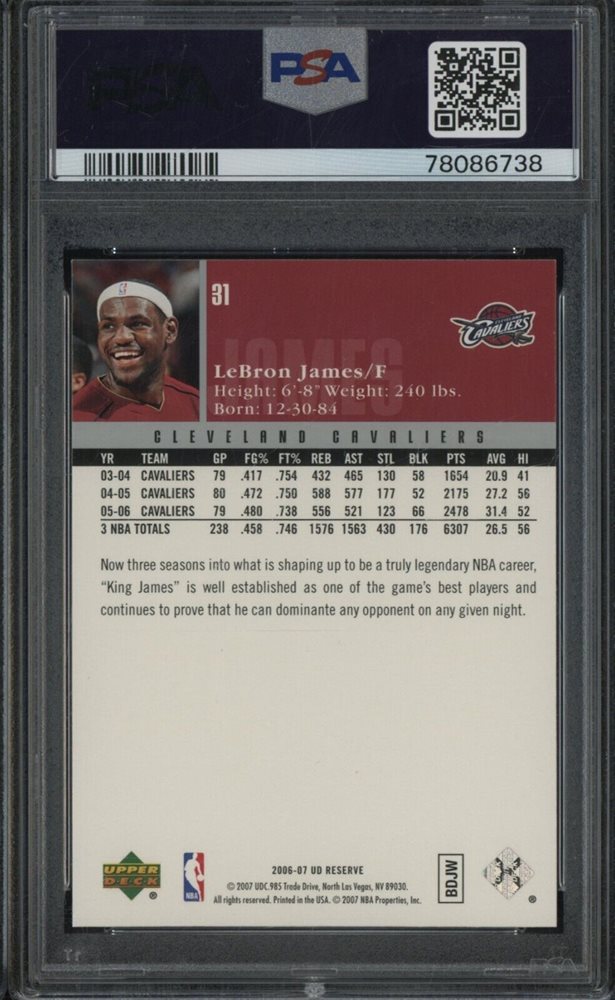 PSA
78086738
31
CLEVELAND CAVALIERS
JAMES
LeBron James/F
Height: 6'-8" Weight: 240 lbs.
Born: 12-30-84
CLEVELAND CAVALIERS
YR TEAM GP FG% FT% REB AST STL BLK PTS AVG HI
03-04 CAVALIERS 79 .417 .754 432 465 130 58 1654 20.9 41
04-05 CAVALIERS 80 .472 .750 588 577 177 52 2175 27.2 56
05-06 CAVALIERS 79 .480 .738 556 521 123 66 2478 31.4 52
3 NBA TOTALS 238 .458 .746 1576 1563 430 176 6307 26.5 56
Now three seasons into what is shaping up to be a truly legendary NBA career,
"King James" is well established as one of the game's best players and
continues to prove that he can dominante any opponent on any given night.
UPPER
DECK
®
NBA
2006-07 UD RESERVE
© 2007 UDC. 985 Trade Drive, North Las Vegas, NV 89030.
All rights reserved. Printed in the USA. © 2007 NBA Properties, Inc.
BDJW
®